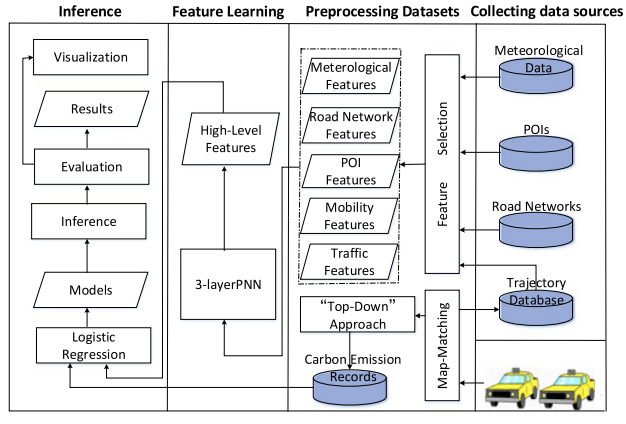 Inference
Feature Learning
Preprocessing Datasets
Collecting data sources
Visualization
Results
Evaluation
Inference
Models
Logistic
Regression
High-Level
Features
3-layerPNN
Meterological
Features
Road Network
Features
POI
Features
Mobility
Features
Traffic
Features
"Top-Down"
Approach
Carbon Emission
Records
Feature Selection
Map-Matching
Meteorological
Data
POIs
Road Networks
Trajectory
Database